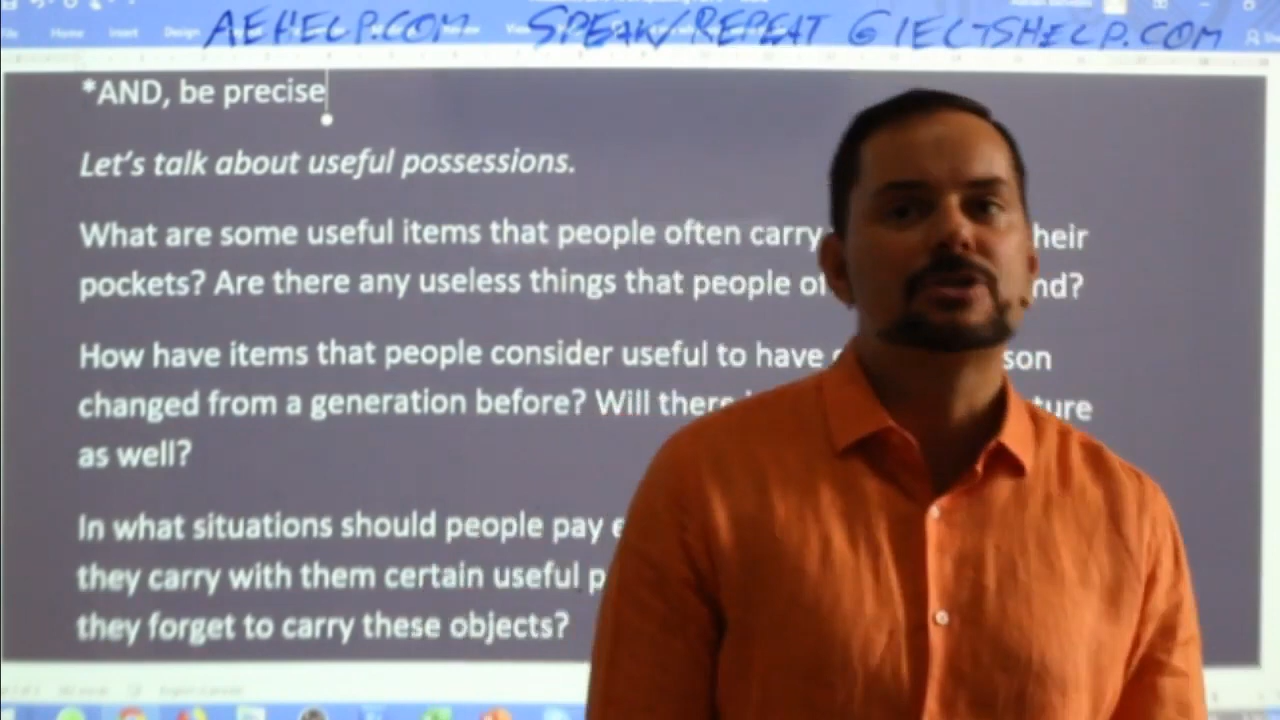 AEHELP.COM SPEAK/REPEAT @ IELTSHELP.COM
Home Insert Design
*AND, be precise
Let's talk about useful possessions.
What are some useful items that people often carry heir
pockets? Are there any useless things that people of nd?
How have items that people consider useful to have son
changed from a generation before? Will there ture
as well?
In what situations should people pay e
they carry with them certain useful p
they forget to carry these objects?